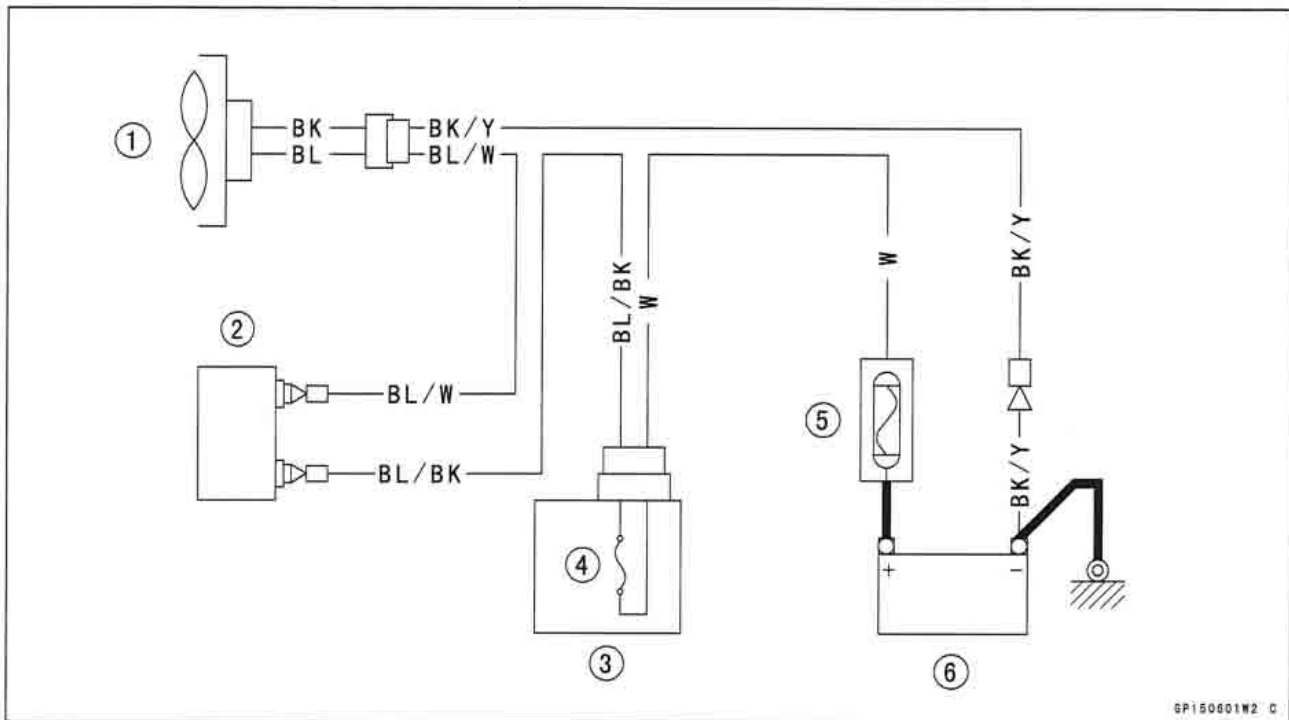 ① BK BK/Y
BL BL/W
BK/Y
W
BL/BK
W
②
BL/W
⑤
BL/BK
BK/Y
④
+ −
③
⑥
GP150601W2 C